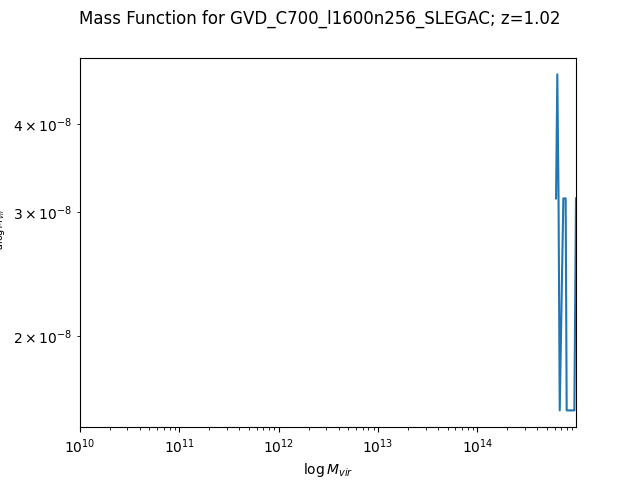 Mass Function for GVD_C700_l1600n256_SLEGAC; z=1.02
4 × 10⁻⁸
3 × 10⁻⁸
2 × 10⁻⁸
10¹⁰ 10¹¹ 10¹² 10¹³ 10¹⁴
log M_vir